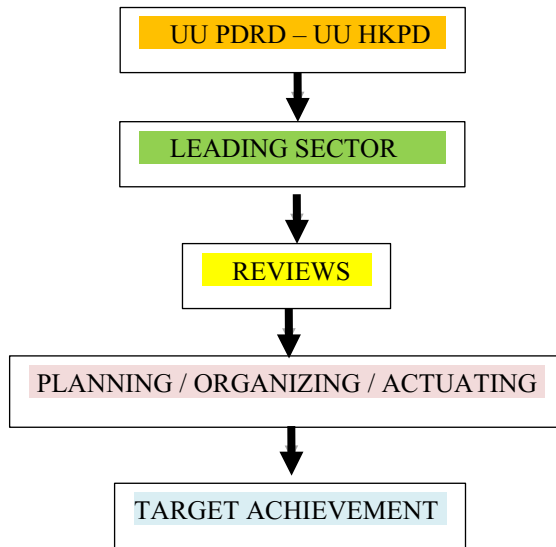 UU PDRD – UU HKPD
LEADING SECTOR
REVIEWS
PLANNING / ORGANIZING / ACTUATING
TARGET ACHIEVEMENT